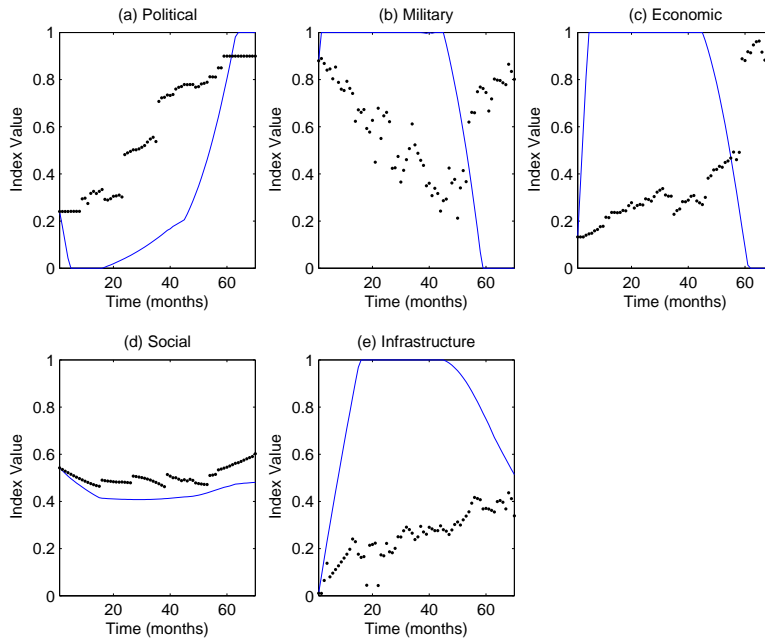 (a) Political
1
0.8
0.6
0.4
0.2
0
20 40 60
Time (months)
Index Value
(b) Military
1
0.8
0.6
0.4
0.2
0
20 40 60
Time (months)
Index Value
(c) Economic
1
0.8
0.6
0.4
0.2
0
20 40 60
Time (months)
Index Value
(d) Social
1
0.8
0.6
0.4
0.2
0
20 40 60
Time (months)
Index Value
(e) Infrastructure
1
0.8
0.6
0.4
0.2
0
20 40 60
Time (months)
Index Value